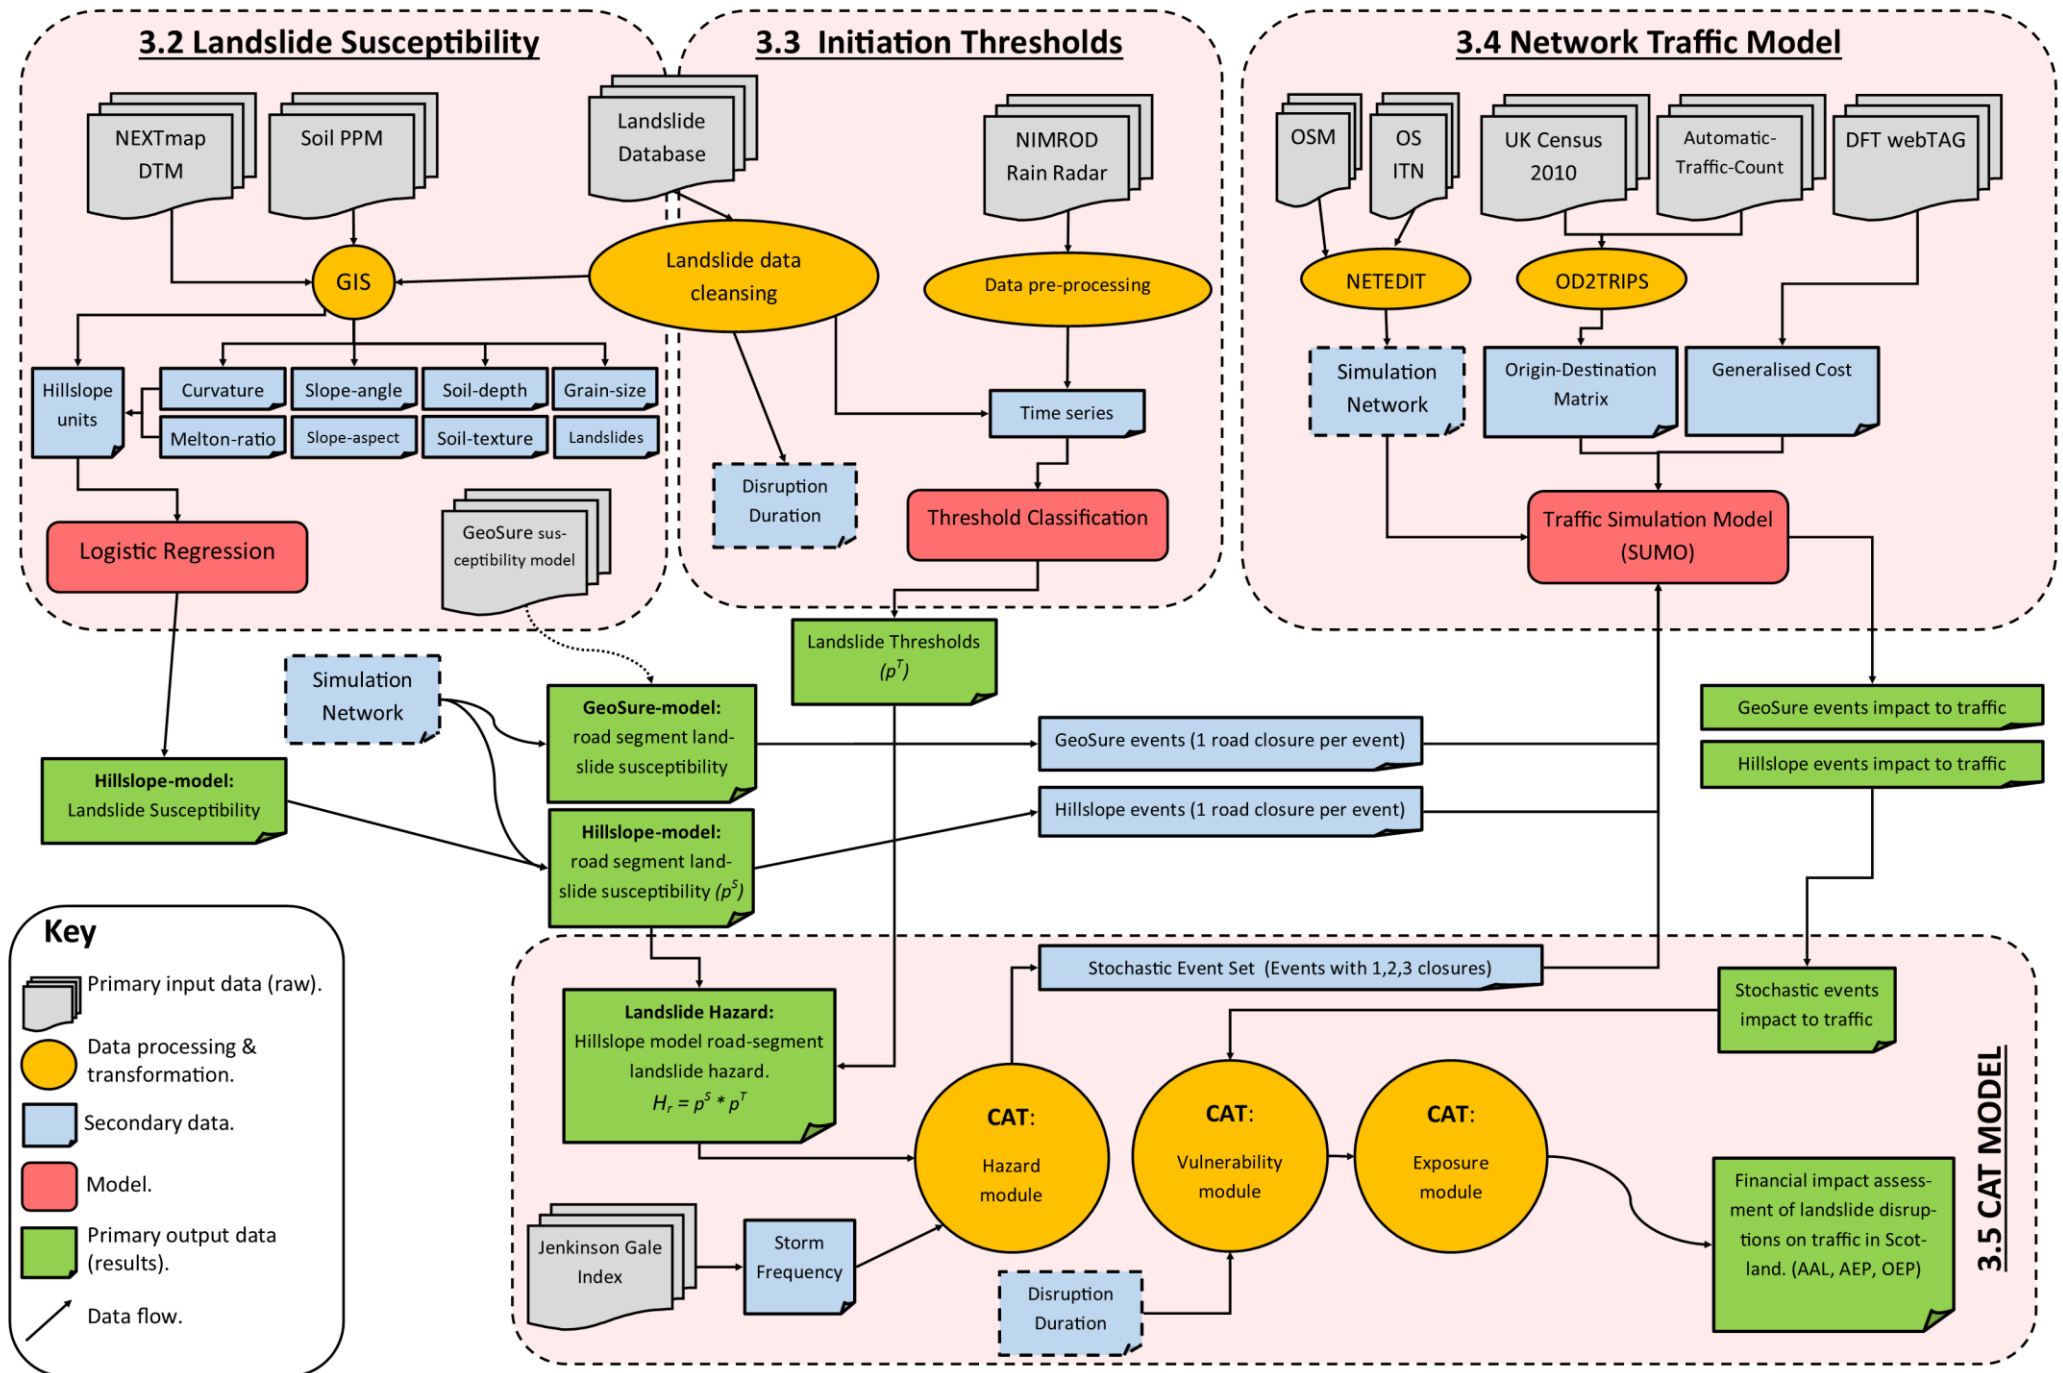 3.2 Landslide Susceptibility
NEXTmap
DTM
Soil PPM
Landslide
Database
GIS
Landslide data
cleansing
Hillslope
units
Curvature
Slope-angle
Soil-depth
Grain-size
Melton-ratio
Slope-aspect
Soil-texture
Landslides
Logistic Regression
GeoSure sus-
ceptibility model
3.3 Initiation Thresholds
NIMROD
Rain Radar
Data pre-processing
Time series
Disruption
Duration
Threshold Classification
3.4 Network Traffic Model
OSM
OS
ITN
UK Census
2010
Automatic-
Traffic-Count
DFT webTAG
NETEDIT
OD2TRIPS
Simulation
Network
Origin-Destination
Matrix
Generalised Cost
Traffic Simulation Model
(SUMO)
Landslide Thresholds
(p^T)
Simulation
Network
GeoSure-model:
road segment land-
slide susceptibility
Hillslope-model:
Landslide Susceptibility
Hillslope-model:
road segment land-
slide susceptibility (p^S)
GeoSure events (1 road closure per event)
Hillslope events (1 road closure per event)
GeoSure events impact to traffic
Hillslope events impact to traffic
Key
Primary input data (raw).
Data processing &
transformation.
Secondary data.
Model.
Primary output data
(results).
Data flow.
Stochastic Event Set (Events with 1,2,3 closures)
Stochastic events
impact to traffic
Landslide Hazard:
Hillslope model road-segment
landslide hazard.
H_r = p^S * p^T
CAT:
Hazard
module
CAT:
Vulnerability
module
CAT:
Exposure
module
Jenkinson Gale
Index
Storm
Frequency
Disruption
Duration
Financial impact assess-
ment of landslide disrup-
tions on traffic in Scot-
land. (AAL, AEP, OEP)
3.5 CAT MODEL